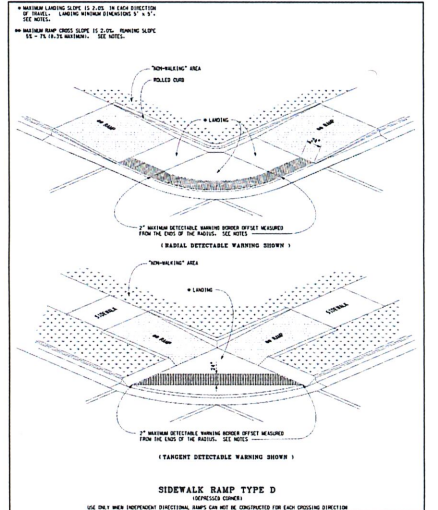 * MAXIMUM LANDING SLOPE IS 2.0% IN EACH DIRECTION
OF TRAVEL. LANDING MINIMUM DIMENSIONS 5' x 5'.
SEE NOTES.
** MAXIMUM RAMP CROSS SLOPE IS 2.0%, RUNNING SLOPE
5% - 7% (8.3% MAXIMUM). SEE NOTES.
"NON-WALKING" AREA
ROLLED CURB
** RAMP
* LANDING
** RAMP
2" MAXIMUM DETECTABLE WARNING BORDER OFFSET MEASURED
FROM THE ENDS OF THE RADIUS. SEE NOTES
( RADIAL DETECTABLE WARNING SHOWN )
"NON-WALKING" AREA
* LANDING
SIDEWALK
SIDEWALK
** RAMP
** RAMP
2" MAXIMUM DETECTABLE WARNING BORDER OFFSET MEASURED
FROM THE ENDS OF THE RADIUS. SEE NOTES
( TANGENT DETECTABLE WARNING SHOWN )
SIDEWALK RAMP TYPE D
(DEPRESSED CORNER)
USE ONLY WHEN INDEPENDENT DIRECTIONAL RAMPS CAN NOT BE CONSTRUCTED FOR EACH CROSSING DIRECTION